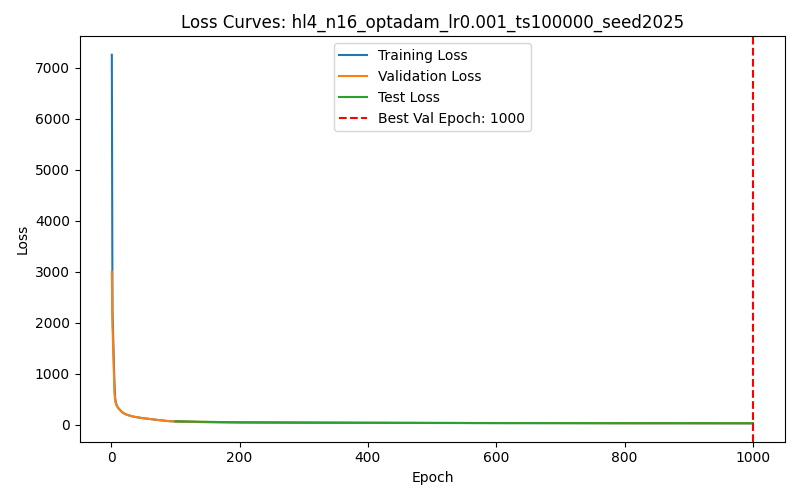 Loss Curves: hl4_n16_optadam_lr0.001_ts100000_seed2025
Training Loss
Validation Loss
Test Loss
Best Val Epoch: 1000
7000
6000
5000
4000
3000
2000
1000
0
Loss
0 200 400 600 800 1000
Epoch